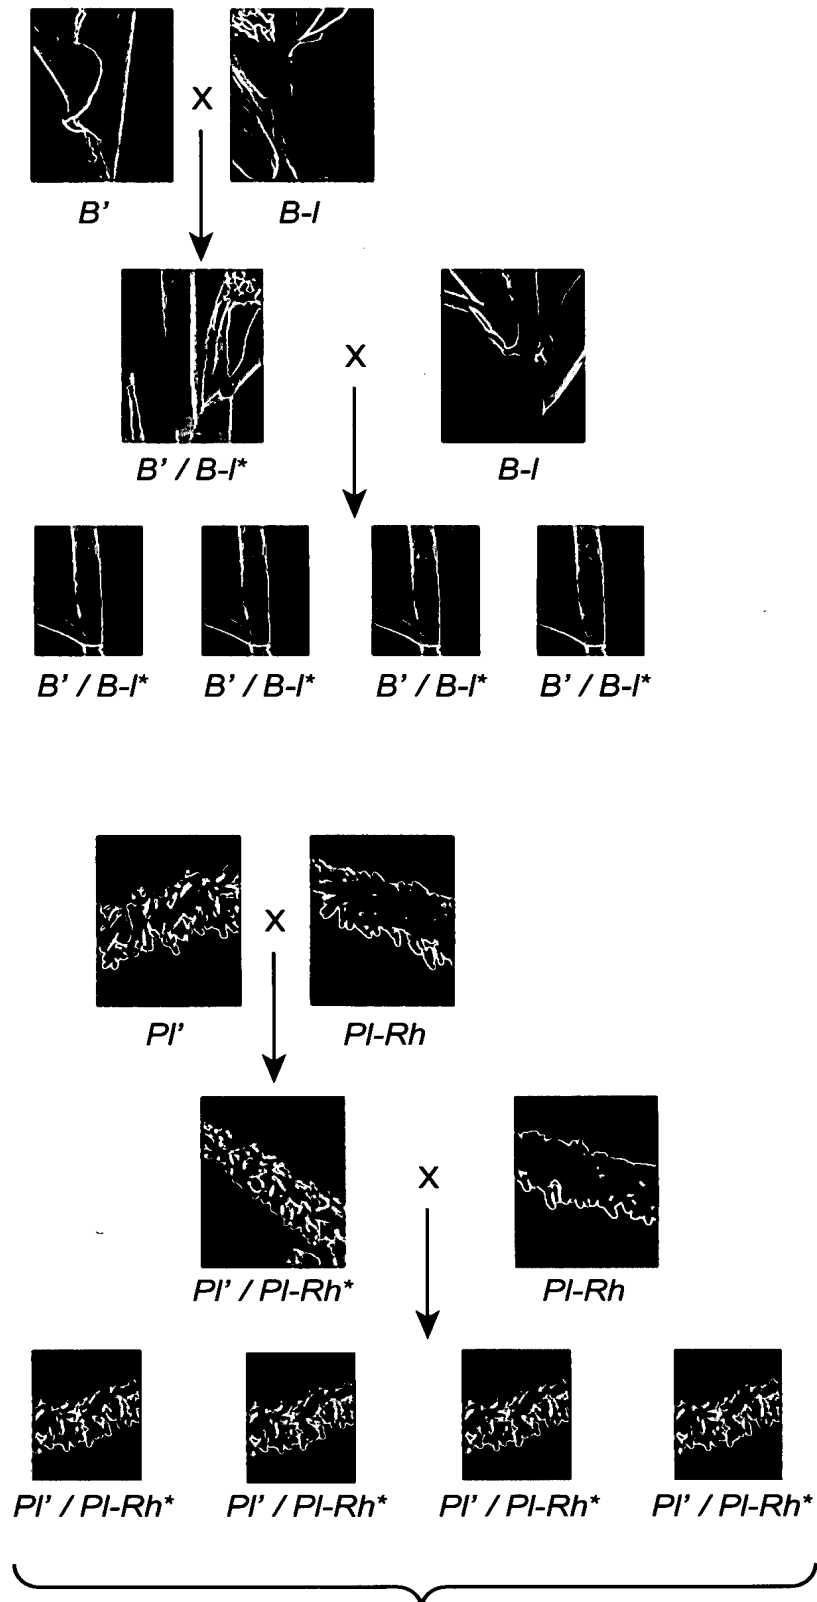 X
B' B-I
X
B' / B-I* B-I
B' / B-I* B' / B-I* B' / B-I* B' / B-I*
X
Pl' Pl-Rh
X
Pl' / Pl-Rh* Pl-Rh
Pl' / Pl-Rh* Pl' / Pl-Rh* Pl' / Pl-Rh* Pl' / Pl-Rh*